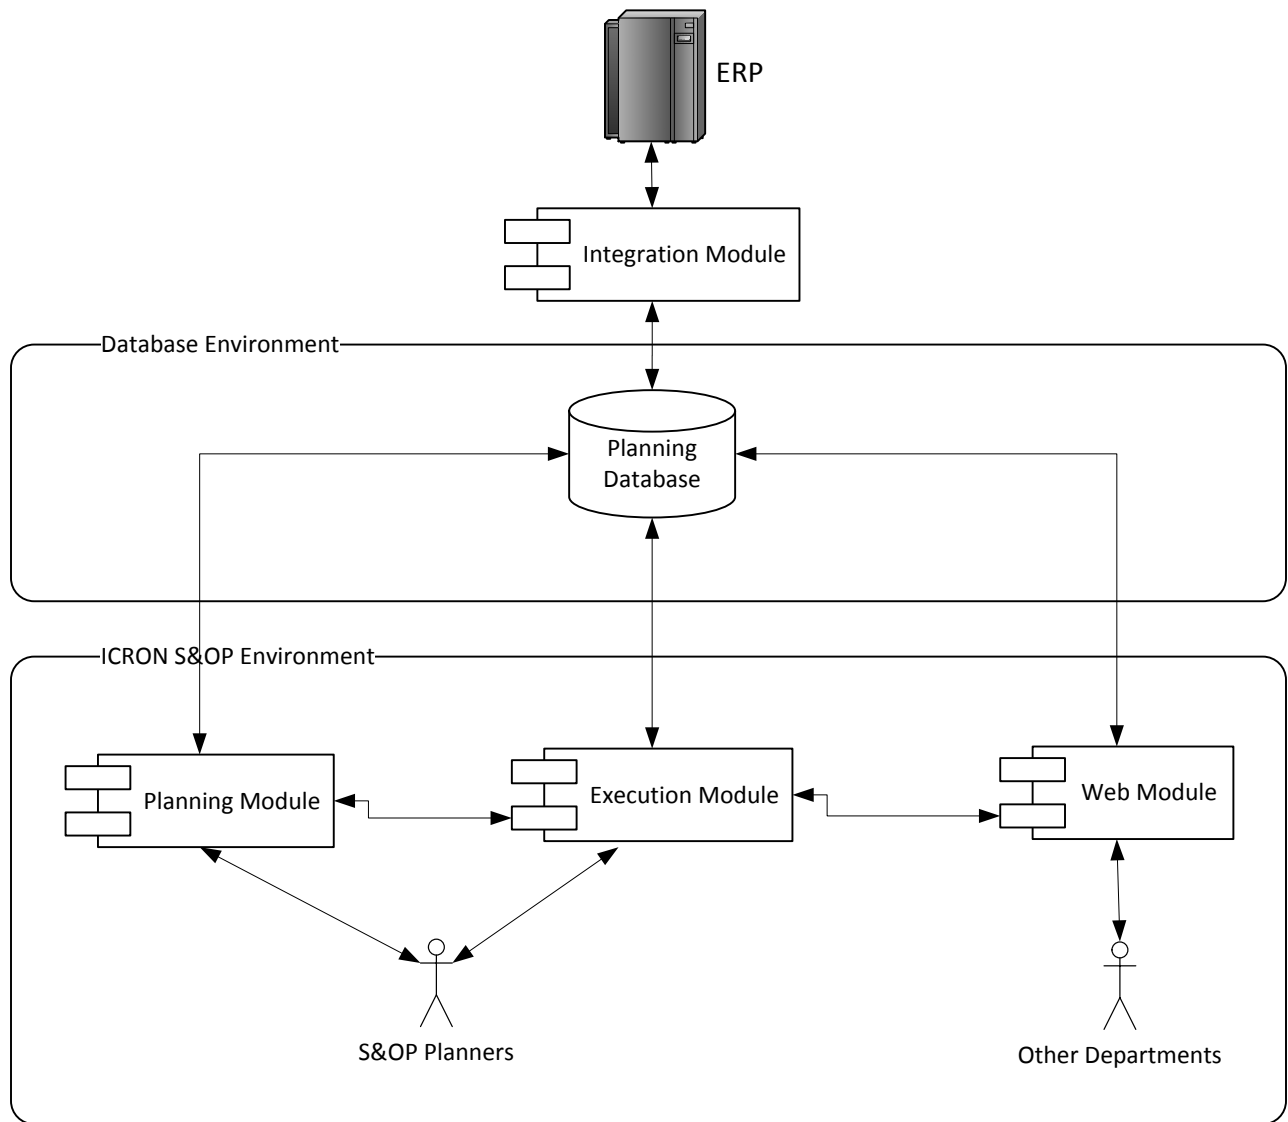 ERP
Integration Module
Database Environment
Planning
Database
ICRON S&OP Environment
Planning Module
Execution Module
Web Module
S&OP Planners
Other Departments